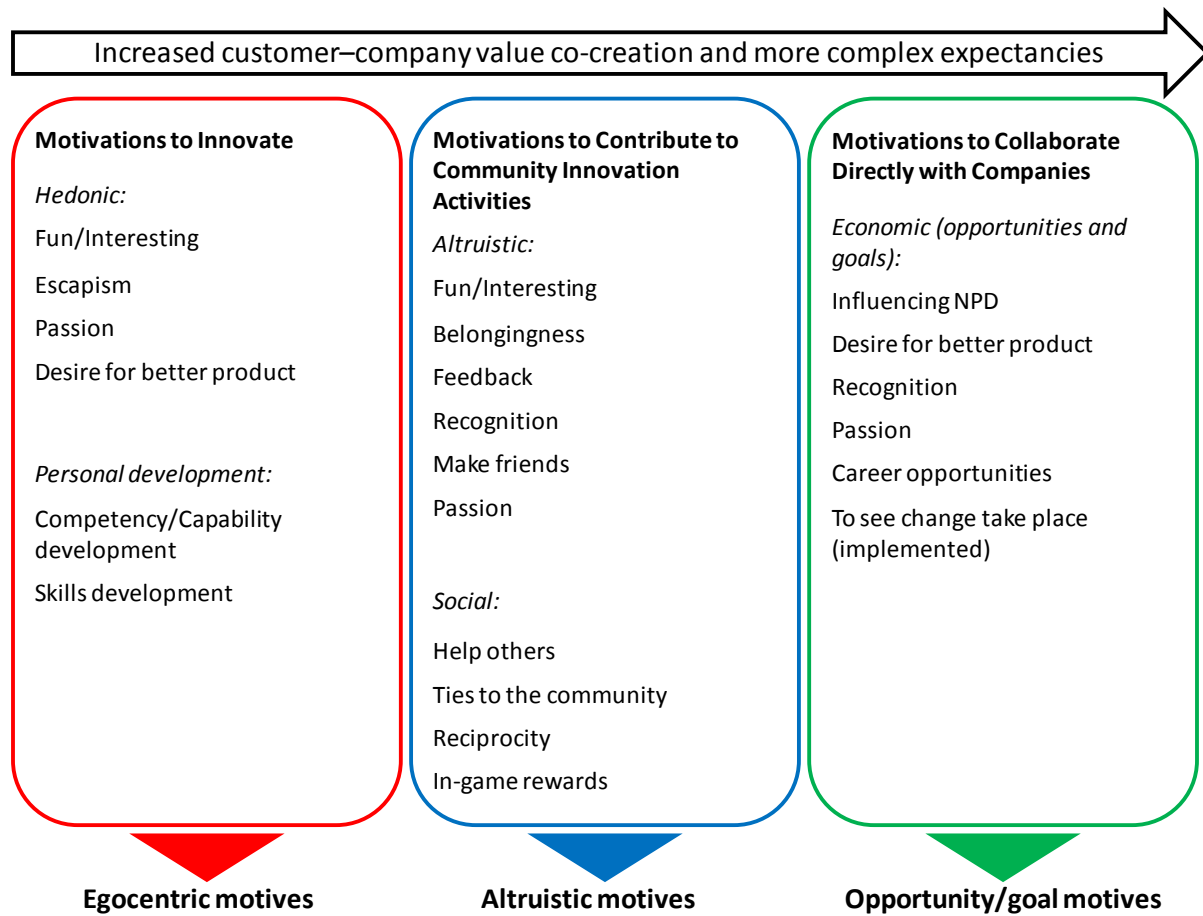 Increased customer–company value co-creation and more complex expectancies
Motivations to Innovate
Hedonic:
Fun/Interesting
Escapism
Passion
Desire for better product
Personal development:
Competency/Capability
development
Skills development
Egocentric motives
Motivations to Contribute to
Community Innovation
Activities
Altruistic:
Fun/Interesting
Belongingness
Feedback
Recognition
Make friends
Passion
Social:
Help others
Ties to the community
Reciprocity
In-game rewards
Altruistic motives
Motivations to Collaborate
Directly with Companies
Economic (opportunities and
goals):
Influencing NPD
Desire for better product
Recognition
Passion
Career opportunities
To see change take place
(implemented)
Opportunity/goal motives